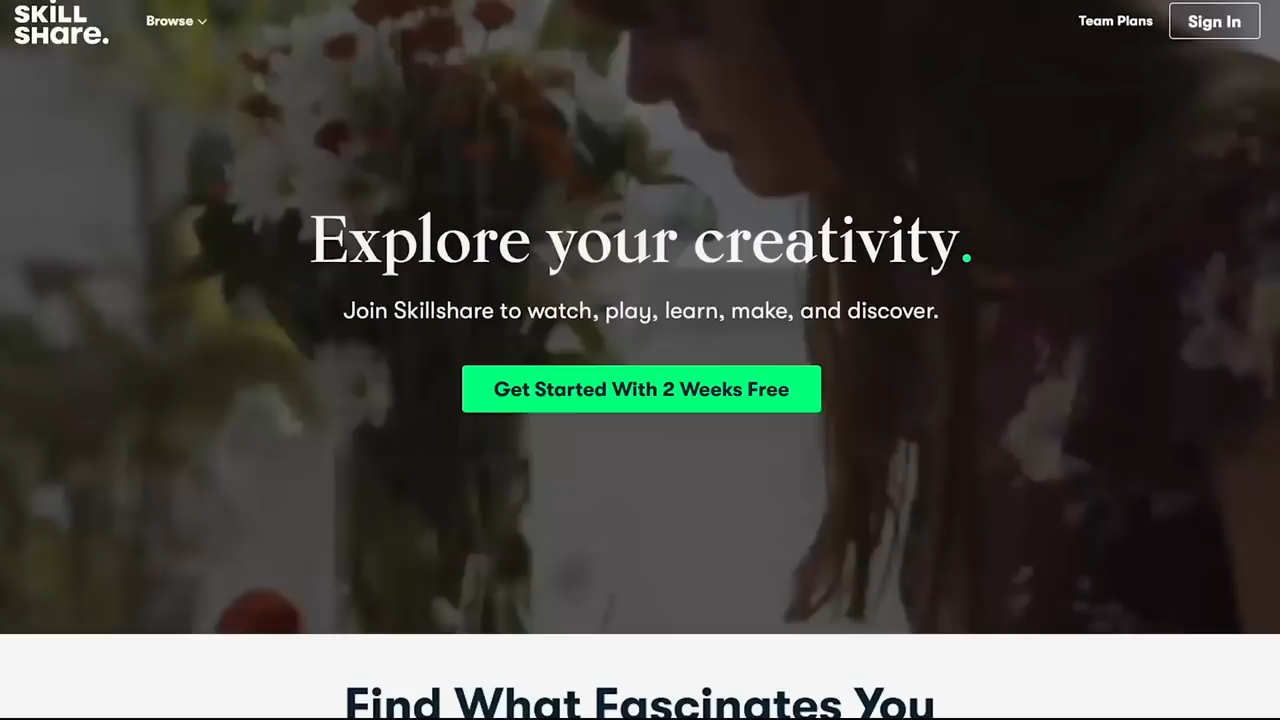 SKILL
SHare.
Browse
Team Plans
Sign In
Explore your creativity.
Join Skillshare to watch, play, learn, make, and discover.
Get Started With 2 Weeks Free
Find What Fascinates You